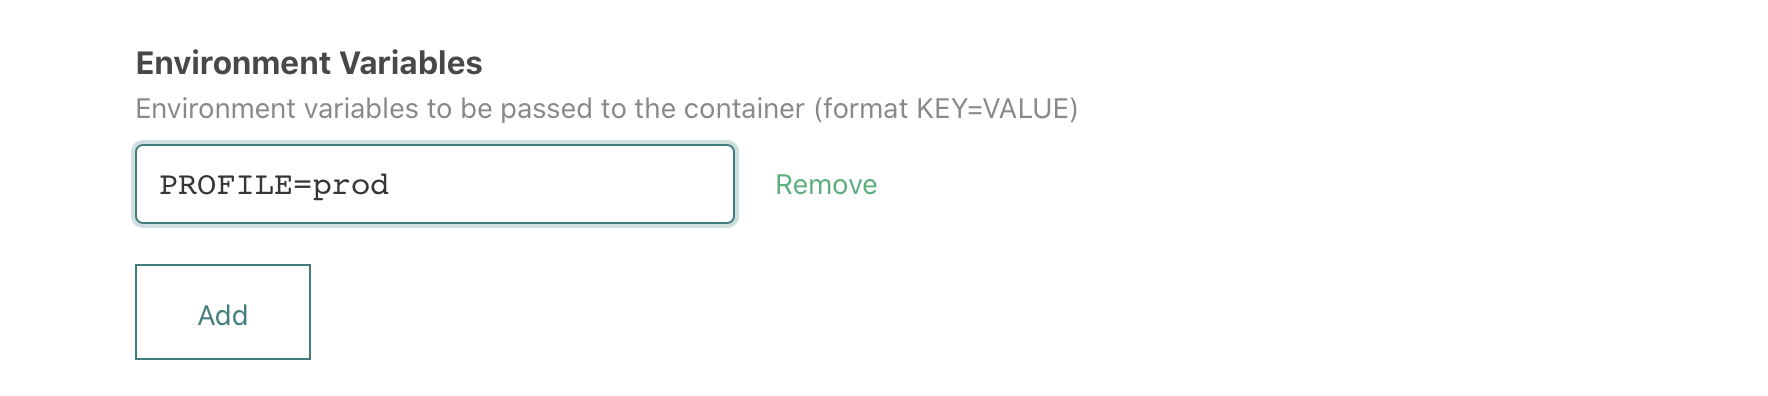 Environment Variables
Environment variables to be passed to the container (format KEY=VALUE)
PROFILE=prod
Remove
Add